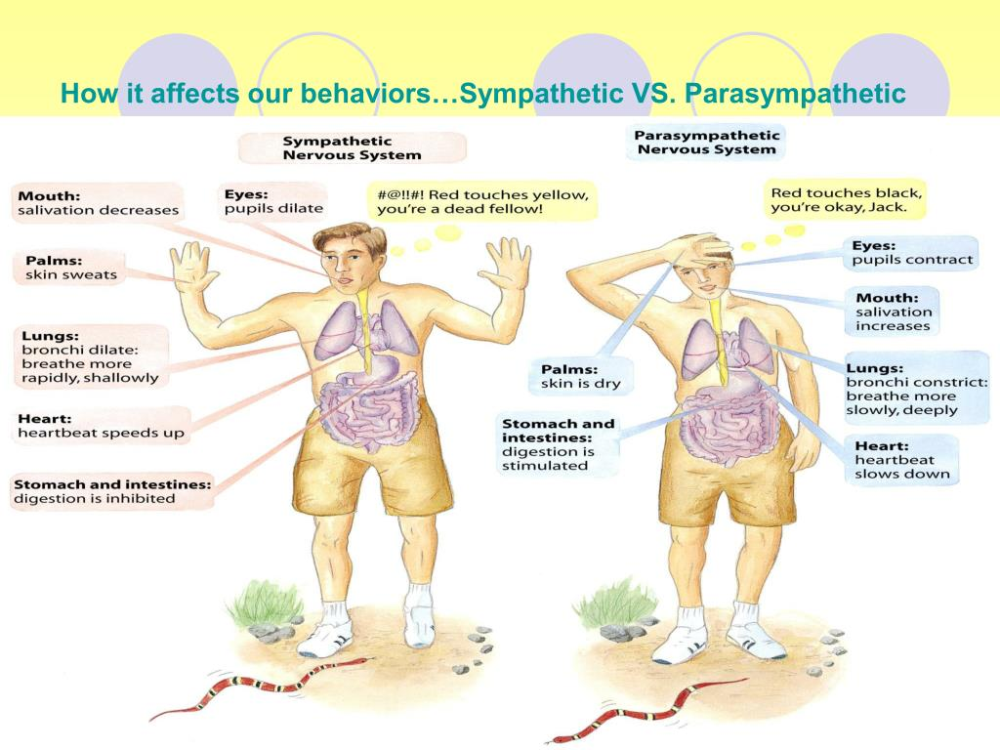 How it affects our behaviors…Sympathetic VS. Parasympathetic
Sympathetic
Nervous System
Mouth:
salivation decreases
Eyes:
pupils dilate
#@!!#! Red touches yellow,
you're a dead fellow!
Palms:
skin sweats
Lungs:
bronchi dilate:
breathe more
rapidly, shallowly
Heart:
heartbeat speeds up
Stomach and intestines:
digestion is inhibited
Parasympathetic
Nervous System
Red touches black,
you're okay, Jack.
Eyes:
pupils contract
Mouth:
salivation
increases
Palms:
skin is dry
Lungs:
bronchi constrict:
breathe more
slowly, deeply
Stomach and
intestines:
digestion is
stimulated
Heart:
heartbeat
slows down